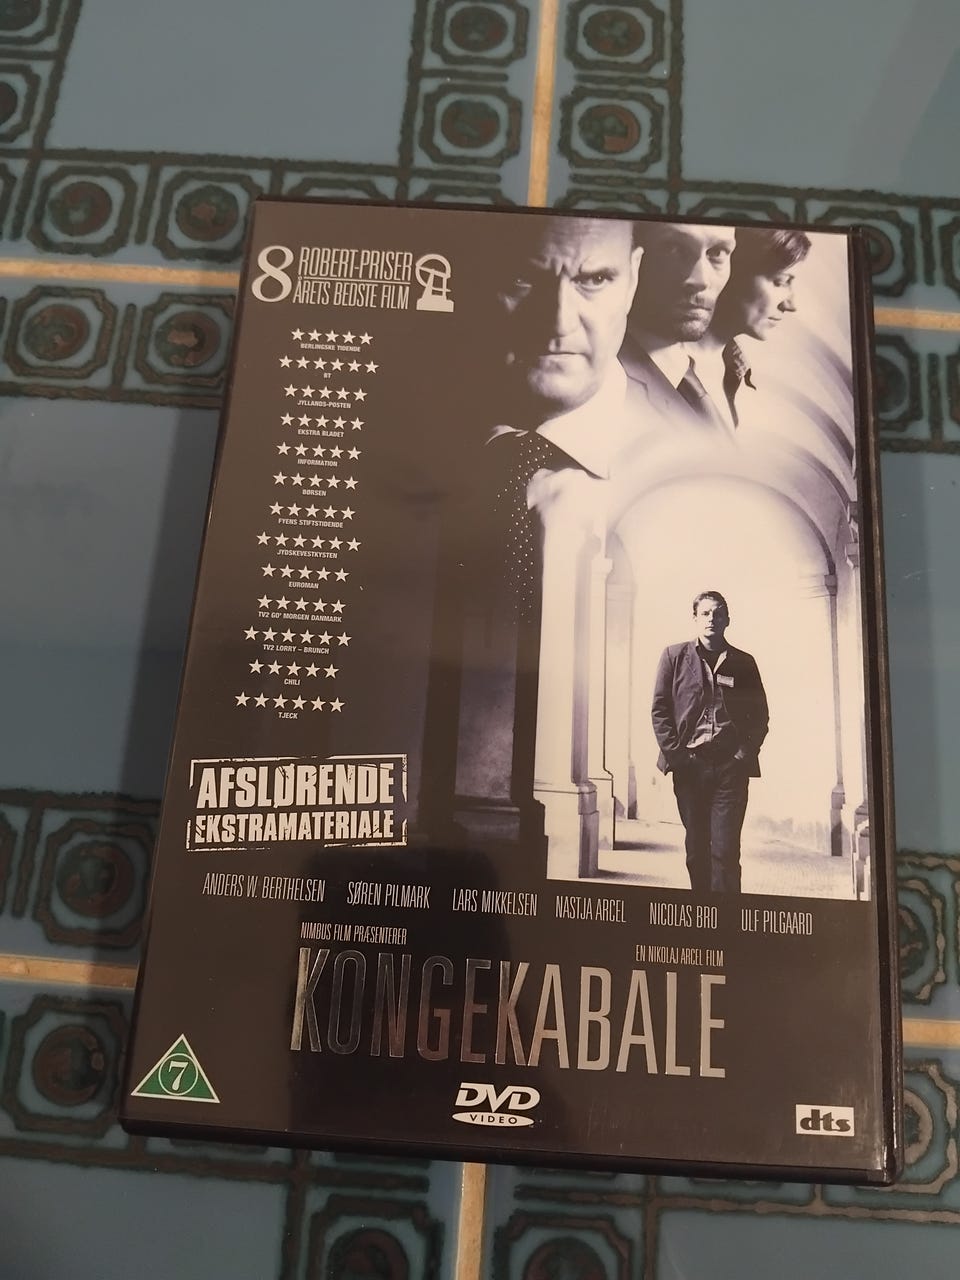 8 ROBERT-PRISER
ÅRETS BEDSTE FILM
BERLINGSKE TIDENDE
BT
JYLLANDS-POSTEN
EKSTRA BLADET
INFORMATION
BØRSEN
FYENS STIFTSTIDENDE
JYDSKEVESTKYSTEN
EUROMAN
TV2 GO' MORGEN DANMARK
TV2 LORRY – BRUNCH
CHILI
TJECK
AFSLØRENDE
EKSTRAMATERIALE
ANDERS W. BERTHELSEN SØREN PILMARK LARS MIKKELSEN NASTJA ARCEL NICOLAS BRO ULF PILGAARD
NIMBUS FILM PRÆSENTERER
EN NIKOLAJ ARCEL FILM
KONGEKABALE
7
DVD
VIDEO
dts